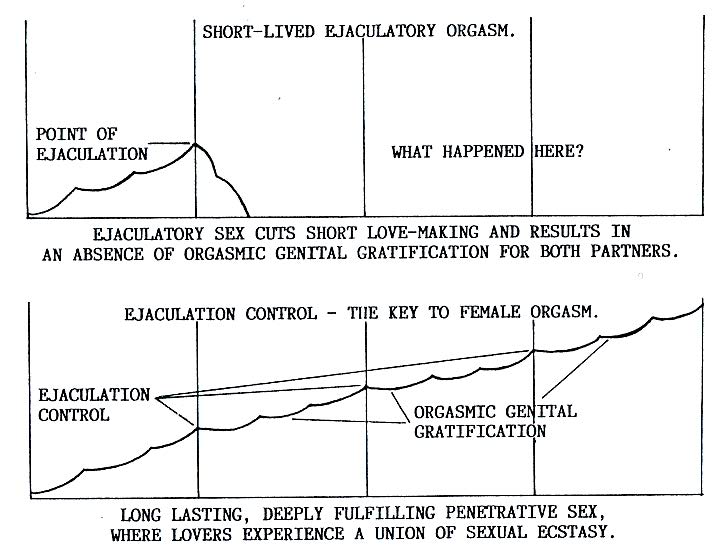 SHORT-LIVED EJACULATORY ORGASM.
POINT OF
EJACULATION
WHAT HAPPENED HERE?
EJACULATORY SEX CUTS SHORT LOVE-MAKING AND RESULTS IN
AN ABSENCE OF ORGASMIC GENITAL GRATIFICATION FOR BOTH PARTNERS.
EJACULATION CONTROL - THE KEY TO FEMALE ORGASM.
EJACULATION
CONTROL
ORGASMIC GENITAL
GRATIFICATION
LONG LASTING, DEEPLY FULFILLING PENETRATIVE SEX,
WHERE LOVERS EXPERIENCE A UNION OF SEXUAL ECSTASY.